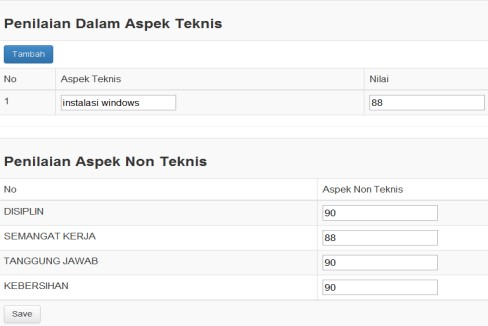 Penilaian Dalam Aspek Teknis
Tambah
No Aspek Teknis Nilai
1 instalasi windows 88
Penilaian Aspek Non Teknis
No Aspek Non Teknis
DISIPLIN 90
SEMANGAT KERJA 88
TANGGUNG JAWAB 90
KEBERSIHAN 90
Save